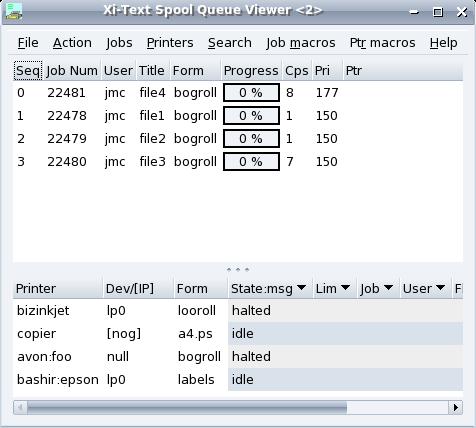 Xi-Text Spool Queue Viewer <2>
File Action Jobs Printers Search Job macros Ptr macros Help
Seq Job Num User Title Form Progress Cps Pri Ptr
0 22481 jmc file4 bogroll 0 % 8 177
1 22478 jmc file1 bogroll 0 % 1 150
2 22479 jmc file2 bogroll 0 % 1 150
3 22480 jmc file3 bogroll 0 % 7 150
Printer Dev/[IP] Form State:msg Lim Job User
bizinkjet lp0 looroll halted
copier [nog] a4.ps idle
avon:foo null bogroll halted
bashir:epson lp0 labels idle